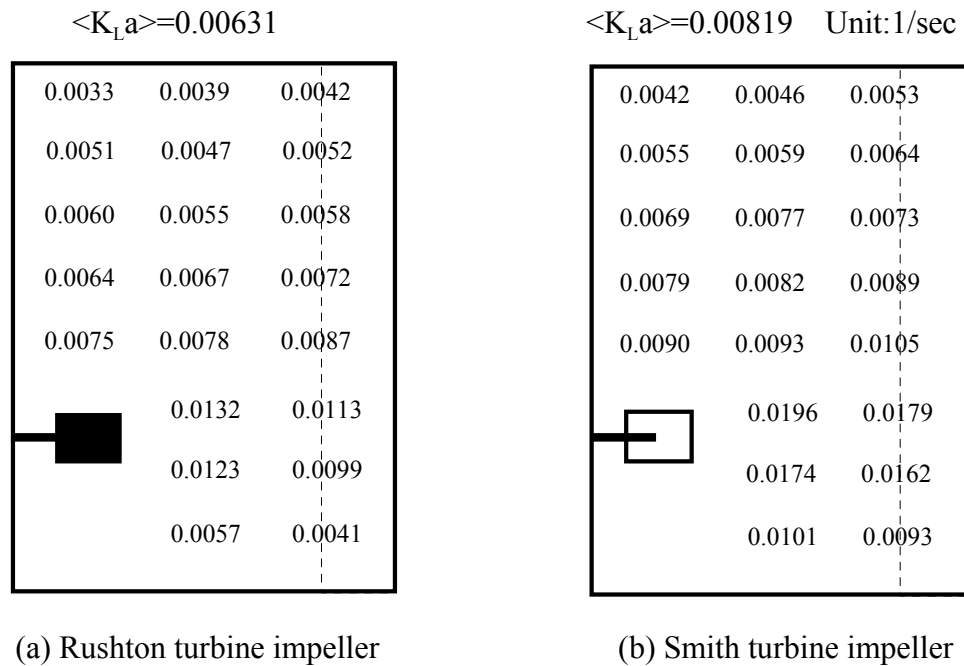 <K_La>=0.00631
0.0033 0.0039 0.0042
0.0051 0.0047 0.0052
0.0060 0.0055 0.0058
0.0064 0.0067 0.0072
0.0075 0.0078 0.0087
0.0132 0.0113
0.0123 0.0099
0.0057 0.0041
(a) Rushton turbine impeller
<K_La>=0.00819 Unit:1/sec
0.0042 0.0046 0.0053
0.0055 0.0059 0.0064
0.0069 0.0077 0.0073
0.0079 0.0082 0.0089
0.0090 0.0093 0.0105
0.0196 0.0179
0.0174 0.0162
0.0101 0.0093
(b) Smith turbine impeller